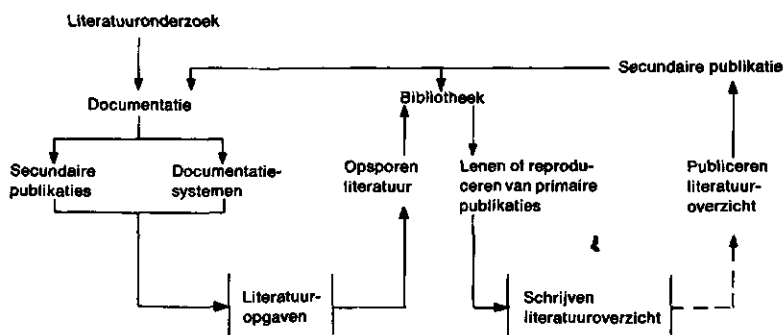 Literatuuronderzoek
Secundaire publikatie
Documentatie
Bibliotheek
Secundaire
publikaties
Documentatie-
systemen
Opsporen
literatuur
Lenen of reprodu-
ceren van primaire
publikaties
Publiceren
literatuur-
overzicht
Literatuur-
opgaven
Schrijven
literatuuroverzicht